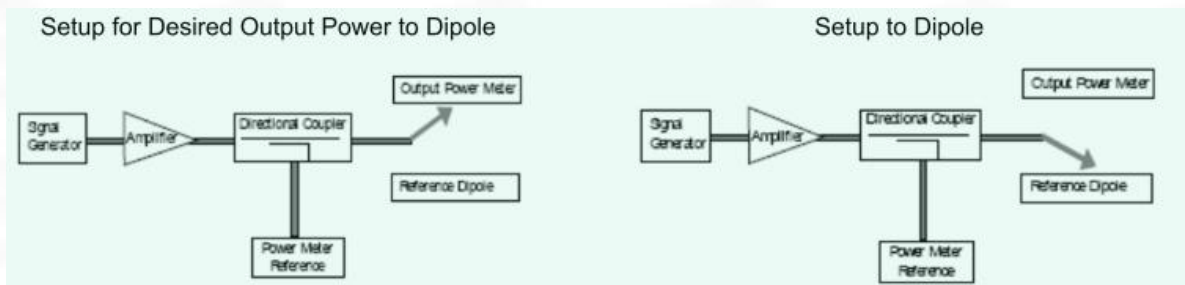 Setup for Desired Output Power to Dipole
Output Power Meter
Signal
Generator
Amplifier
Directional Coupler
Reference Dipole
Power Meter
Reference
Setup to Dipole
Output Power Meter
Signal
Generator
Amplifier
Directional Coupler
Reference Dipole
Power Meter
Reference